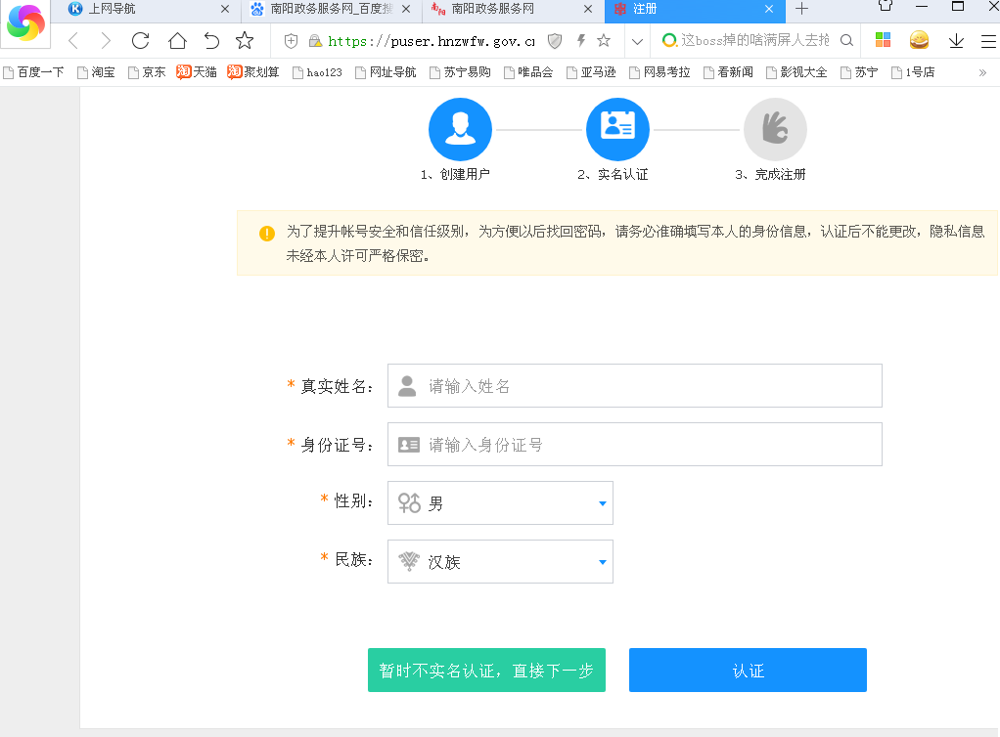 上网导航
南阳政务服务网_百度搜
南阳政务服务网
注册
https://puser.hnzwfw.gov.cn
这boss掉的啥满屏人去抢
百度一下 淘宝 京东 天猫 聚划算 hao123 网址导航 苏宁易购 唯品会 亚马逊 网易考拉 看新闻 影视大全 苏宁 1号店 »
1、创建用户 2、实名认证 3、完成注册
为了提升帐号安全和信任级别，为方便以后找回密码，请务必准确填写本人的身份信息，认证后不能更改，隐私信息
未经本人许可严格保密。
* 真实姓名： 请输入姓名
* 身份证号： 请输入身份证号
* 性别： 男
* 民族： 汉族
暂时不实名认证，直接下一步 认证